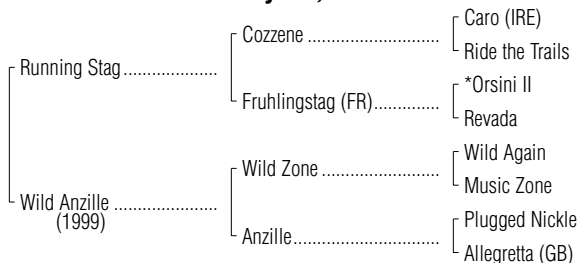 Caro (IRE)
Cozzene ........................
Ride the Trails
Running Stag....................
*Orsini II
Fruhlingstag (FR)..............
Revada
Wild Again
Wild Zone .....................
Music Zone
Wild Anzille ......................
(1999)
Plugged Nickle
Anzille..............................
Allegretta (GB)